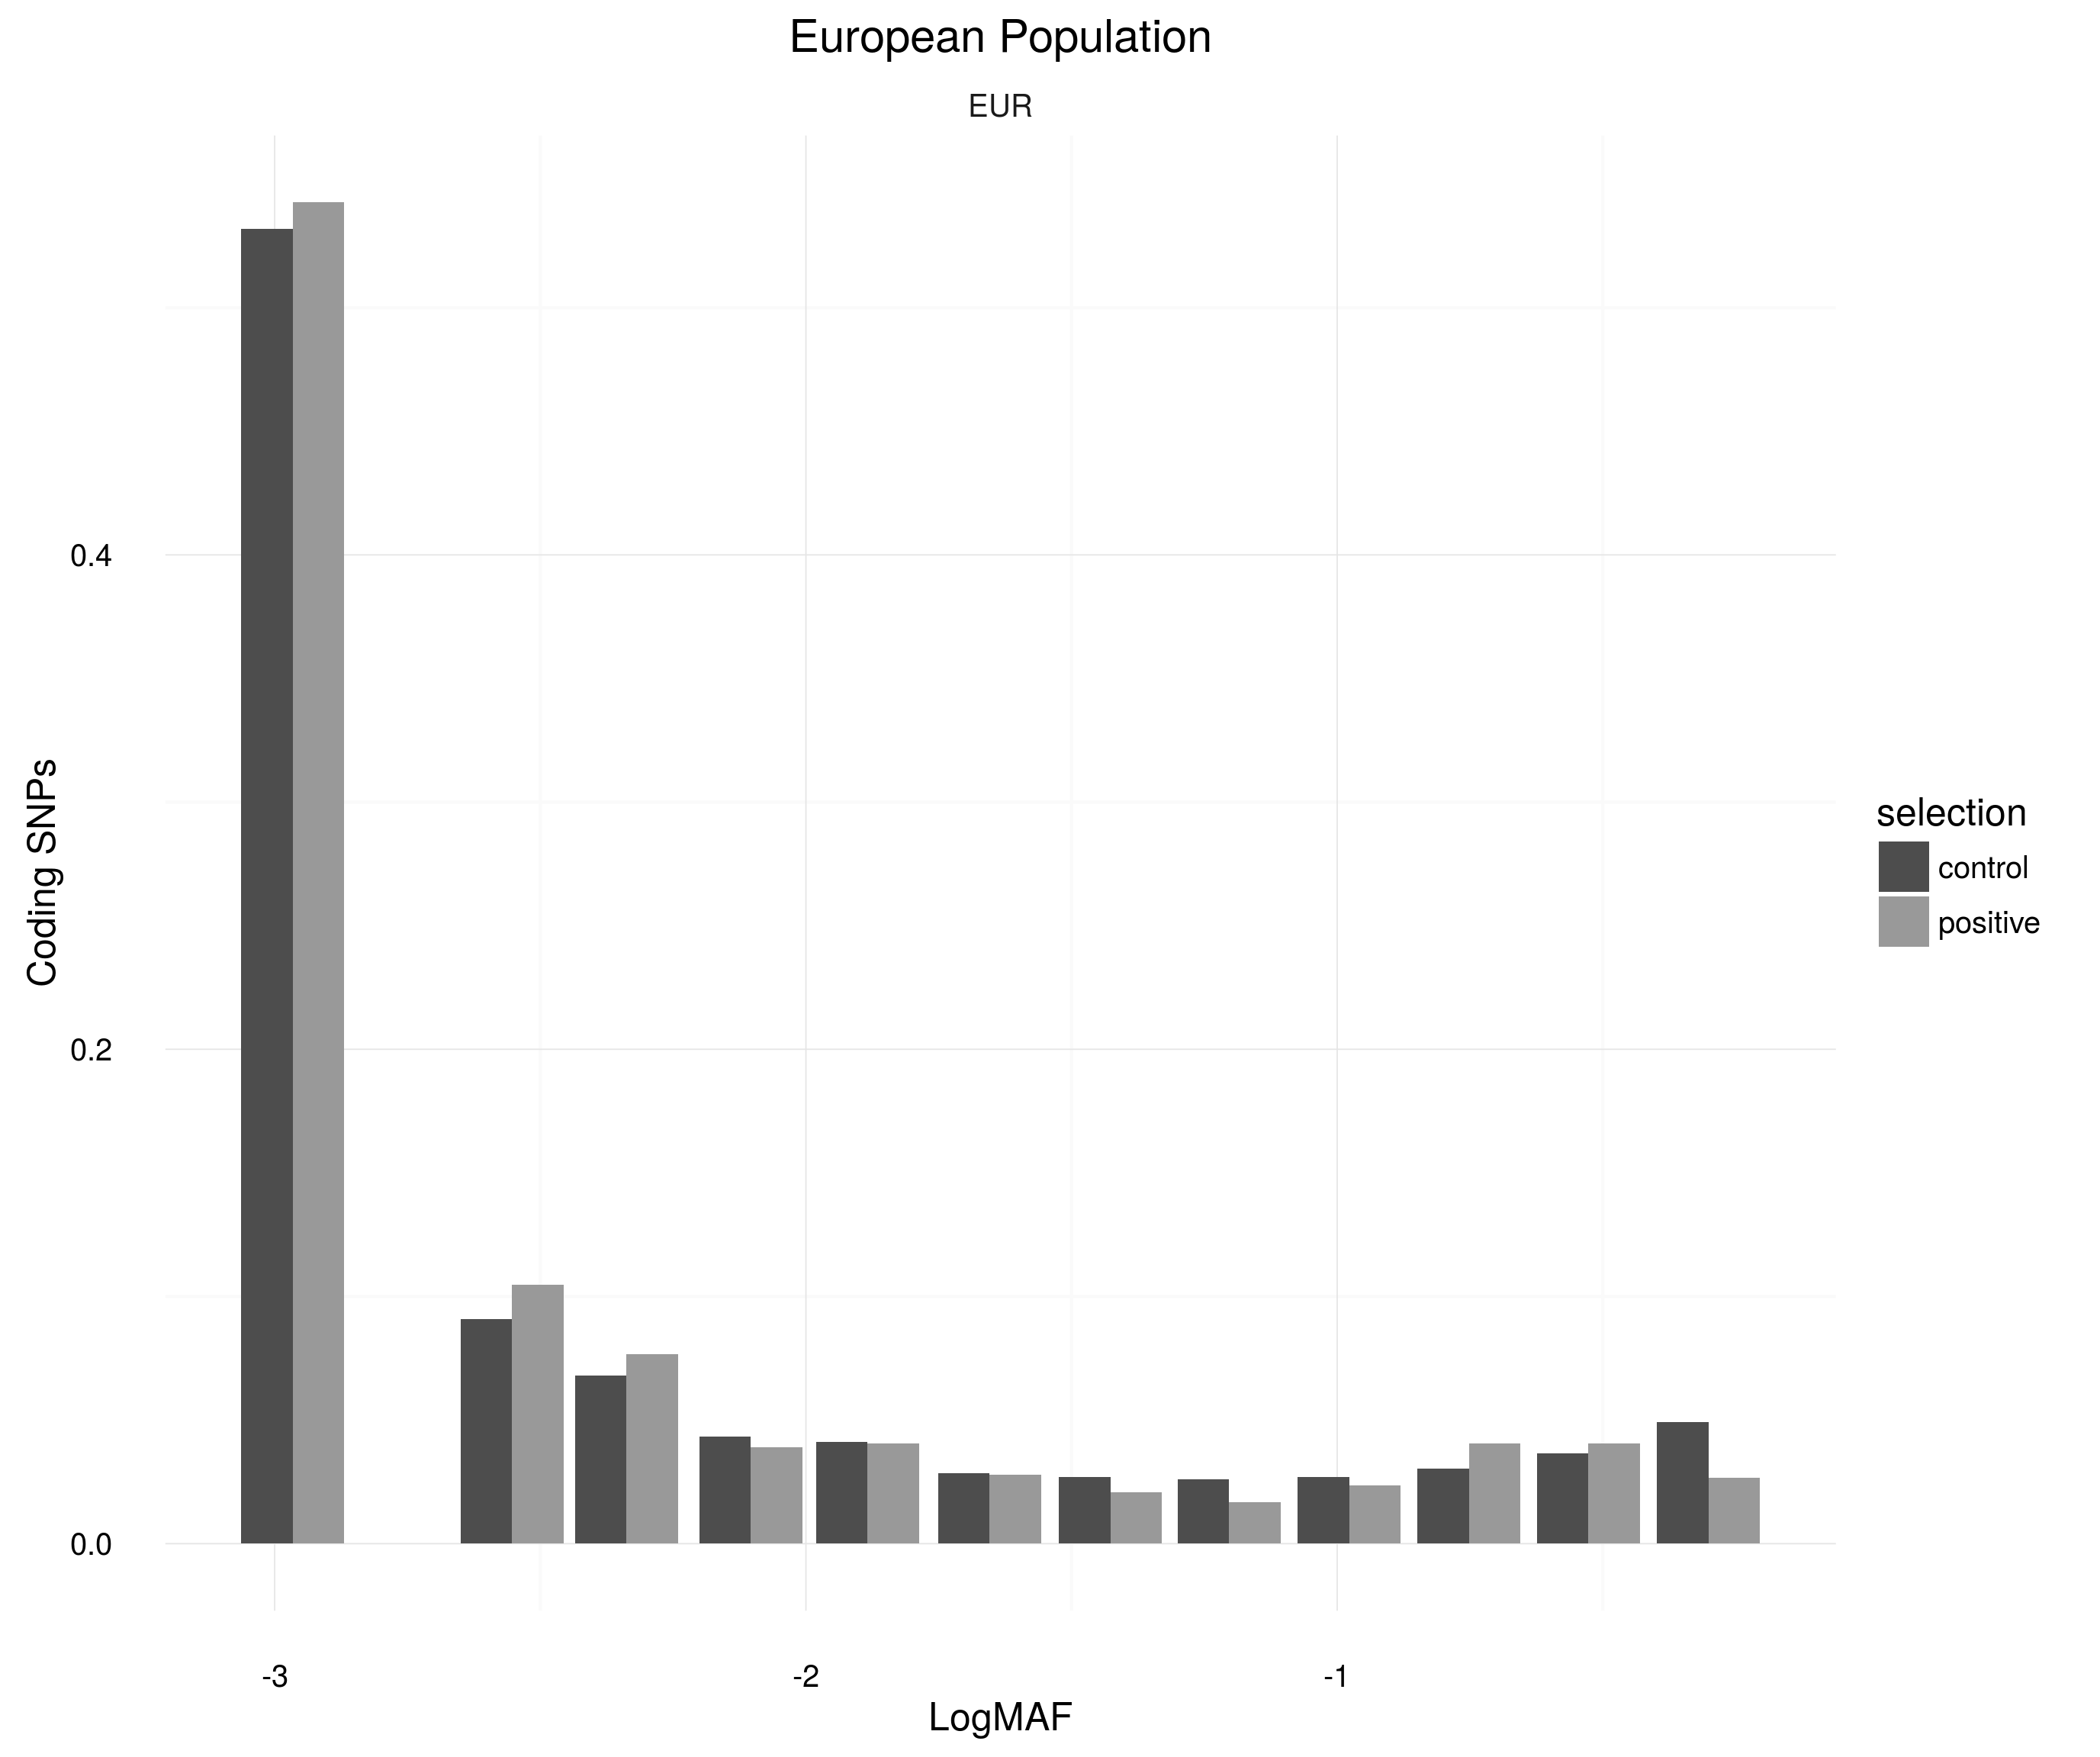 European Population
EUR
0.4
0.2
0.0
Coding SNPs
-3
-2
-1
LogMAF
selection
control
positive